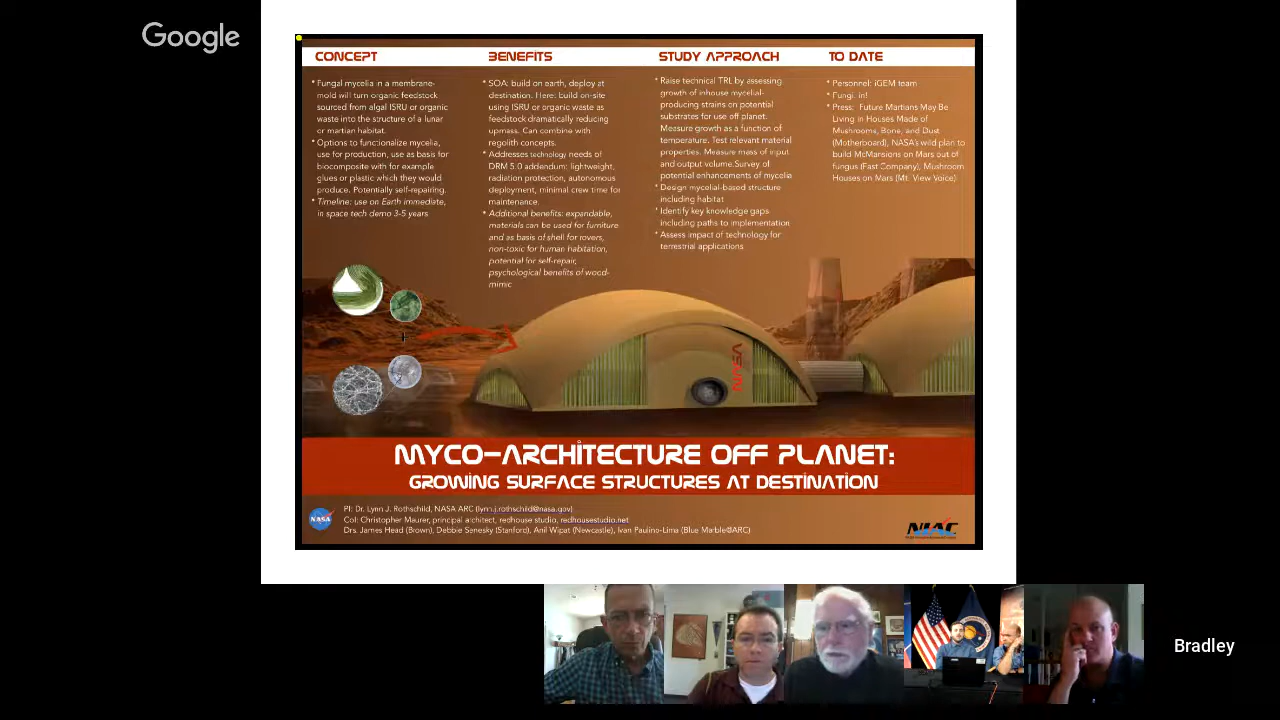 Google
CONCEPT
* Fungal mycelia in a membrane-
mold will turn organic feedstock
sourced from algal ISRU or organic
waste into the structure of a lunar
or martian habitat.
* Options to functionalize mycelia,
use for production, use as basis for
biocomposite with for example
glues or plastic which they would
produce. Potentially self-repairing.
* Timeline: use on Earth immediate,
in space tech demo 3-5 years
BENEFITS
* SOA: build on earth, deploy at
destination. Here: build on-site
using ISRU or organic waste as
feedstock dramatically reducing
upmass. Can combine with
regolith concepts.
* Addresses technology needs of
DRM 5.0 addendum: lightweight,
radiation protection, autonomous
deployment, minimal crew time for
maintenance.
* Additional benefits: expandable,
materials can be used for furniture
and as basis of shell for rovers,
non-toxic for human habitation,
potential for self-repair,
psychological benefits of wood-
mimic
STUDY APPROACH
* Raise technical TRL by assessing
growth of inhouse mycelial-
producing strains on potential
substrates for use off planet.
Measure growth as a function of
temperature. Test relevant material
properties. Measure mass of input
and output volume.Survey of
potential enhancements of mycelia
* Design mycelial-based structure
including habitat
* Identify key knowledge gaps
including paths to implementation
* Assess impact of technology for
terrestrial applications
TO DATE
* Personnel: iGEM team
* Fungi in!
* Press: Future Martians May Be
Living in Houses Made of
Mushrooms, Bone, and Dust
(Motherboard), NASA's wild plan to
build McMansions on Mars out of
fungus (Fast Company), Mushroom
Houses on Mars (Mt. View Voice)
NASA
MYCO-ARCHITECTURE OFF PLANET:
GROWING SURFACE STRUCTURES AT DESTINATION
NASA
PI: Dr. Lynn J. Rothschild, NASA ARC (lynn.j.rothschild@nasa.gov)
CoI: Christopher Maurer, principal architect, redhouse studio, redhousestudio.net
Drs. James Head (Brown), Debbie Senesky (Stanford), Anil Wipat (Newcastle), Ivan Paulino-Lima (Blue Marble@ARC)
NIAC
Bradley